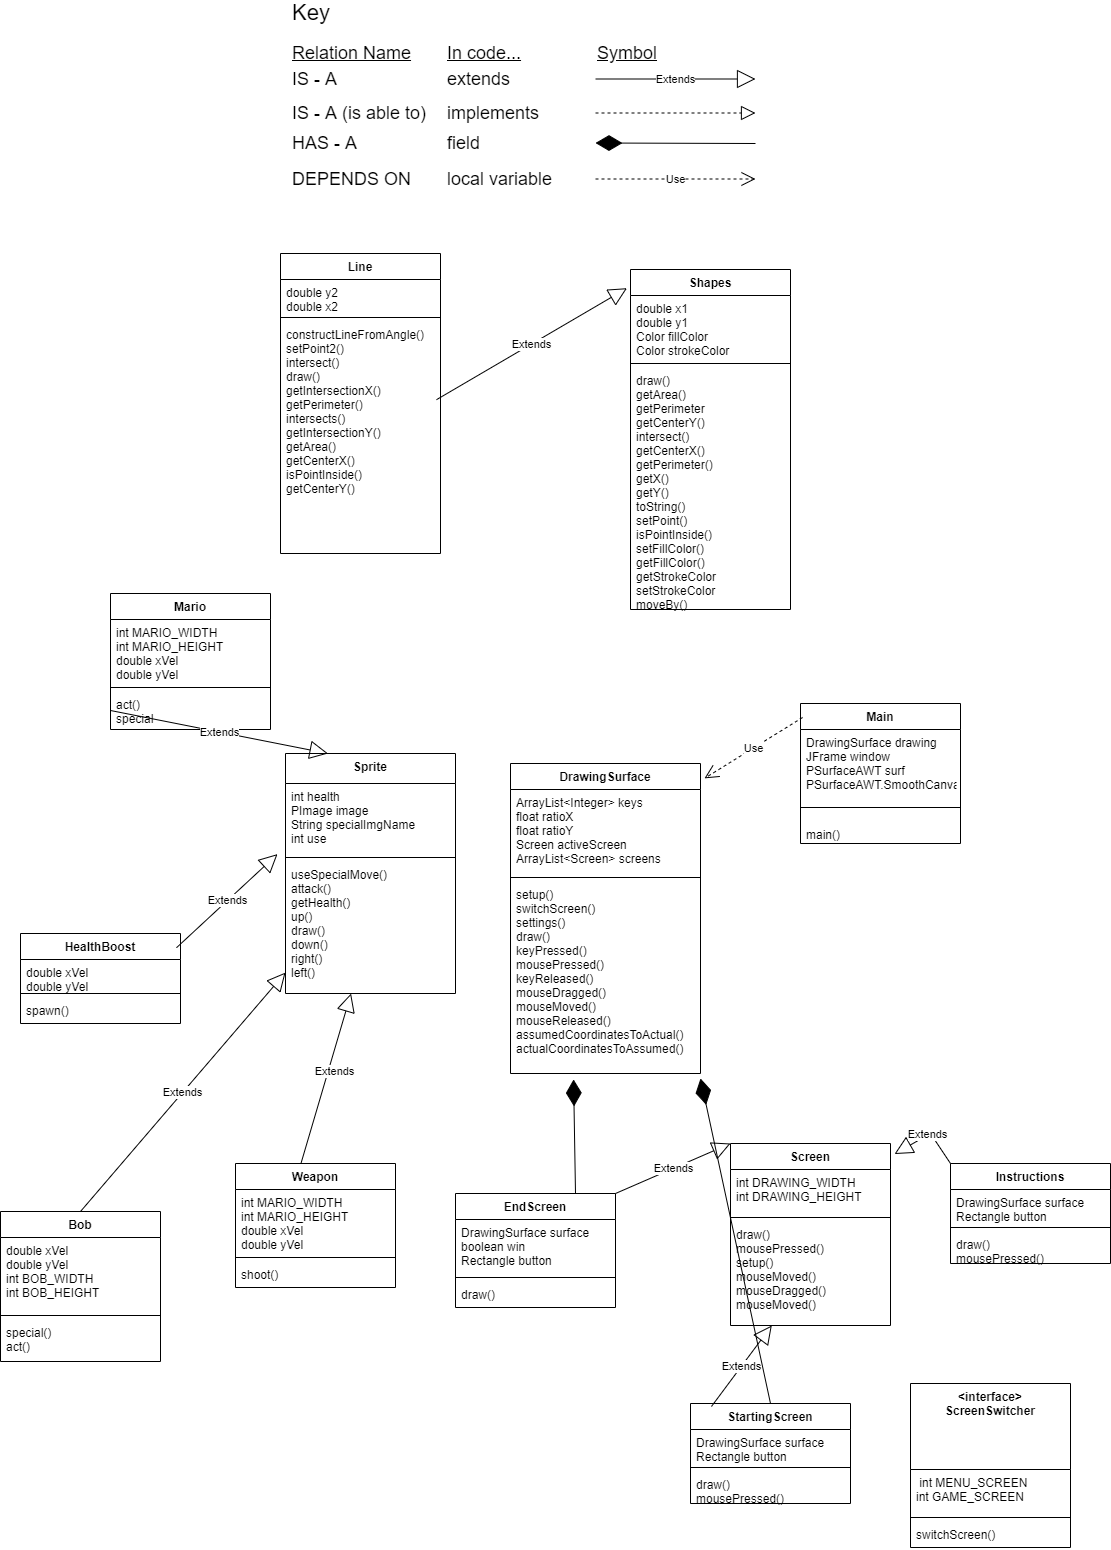 Key
Relation Name In code... Symbol
IS - A extends Extends
IS - A (is able to) implements
HAS - A field
DEPENDS ON local variable Use
Line
double y2
double x2
constructLineFromAngle()
setPoint2()
intersect()
draw()
getIntersectionX()
getPerimeter()
intersects()
getIntersectionY()
getArea()
getCenterX()
isPointInside()
getCenterY()
Extends
Shapes
double x1
double y1
Color fillColor
Color strokeColor
draw()
getArea()
getPerimeter
getCenterY()
intersect()
getCenterX()
getPerimeter()
getX()
getY()
toString()
setPoint()
isPointInside()
setFillColor()
getFillColor()
getStrokeColor
setStrokeColor
moveBy()
Mario
int MARIO_WIDTH
int MARIO_HEIGHT
double xVel
double yVel
act()
special
Extends
Sprite
int health
PImage image
String specialImgName
int use
useSpecialMove()
attack()
getHealth()
up()
draw()
down()
right()
left()
Extends
HealthBoost
double xVel
double yVel
spawn()
Extends
Extends
Bob
double xVel
double yVel
int BOB_WIDTH
int BOB_HEIGHT
special()
act()
Weapon
int MARIO_WIDTH
int MARIO_HEIGHT
double xVel
double yVel
shoot()
DrawingSurface
ArrayList<Integer> keys
float ratioX
float ratioY
Screen activeScreen
ArrayList<Screen> screens
setup()
switchScreen()
settings()
draw()
keyPressed()
mousePressed()
keyReleased()
mouseDragged()
mouseMoved()
mouseReleased()
assumedCoordinatesToActual()
actualCoordinatesToAssumed()
Use
Main
DrawingSurface drawing
JFrame window
PSurfaceAWT surf
PSurfaceAWT.SmoothCanva
main()
EndScreen
DrawingSurface surface
boolean win
Rectangle button
draw()
Extends
Screen
int DRAWING_WIDTH
int DRAWING_HEIGHT
draw()
mousePressed()
setup()
mouseMoved()
mouseDragged()
mouseMoved()
Extends
Instructions
DrawingSurface surface
Rectangle button
draw()
mousePressed()
Extends
StartingScreen
DrawingSurface surface
Rectangle button
draw()
mousePressed()
<interface>
ScreenSwitcher
int MENU_SCREEN
int GAME_SCREEN
switchScreen()